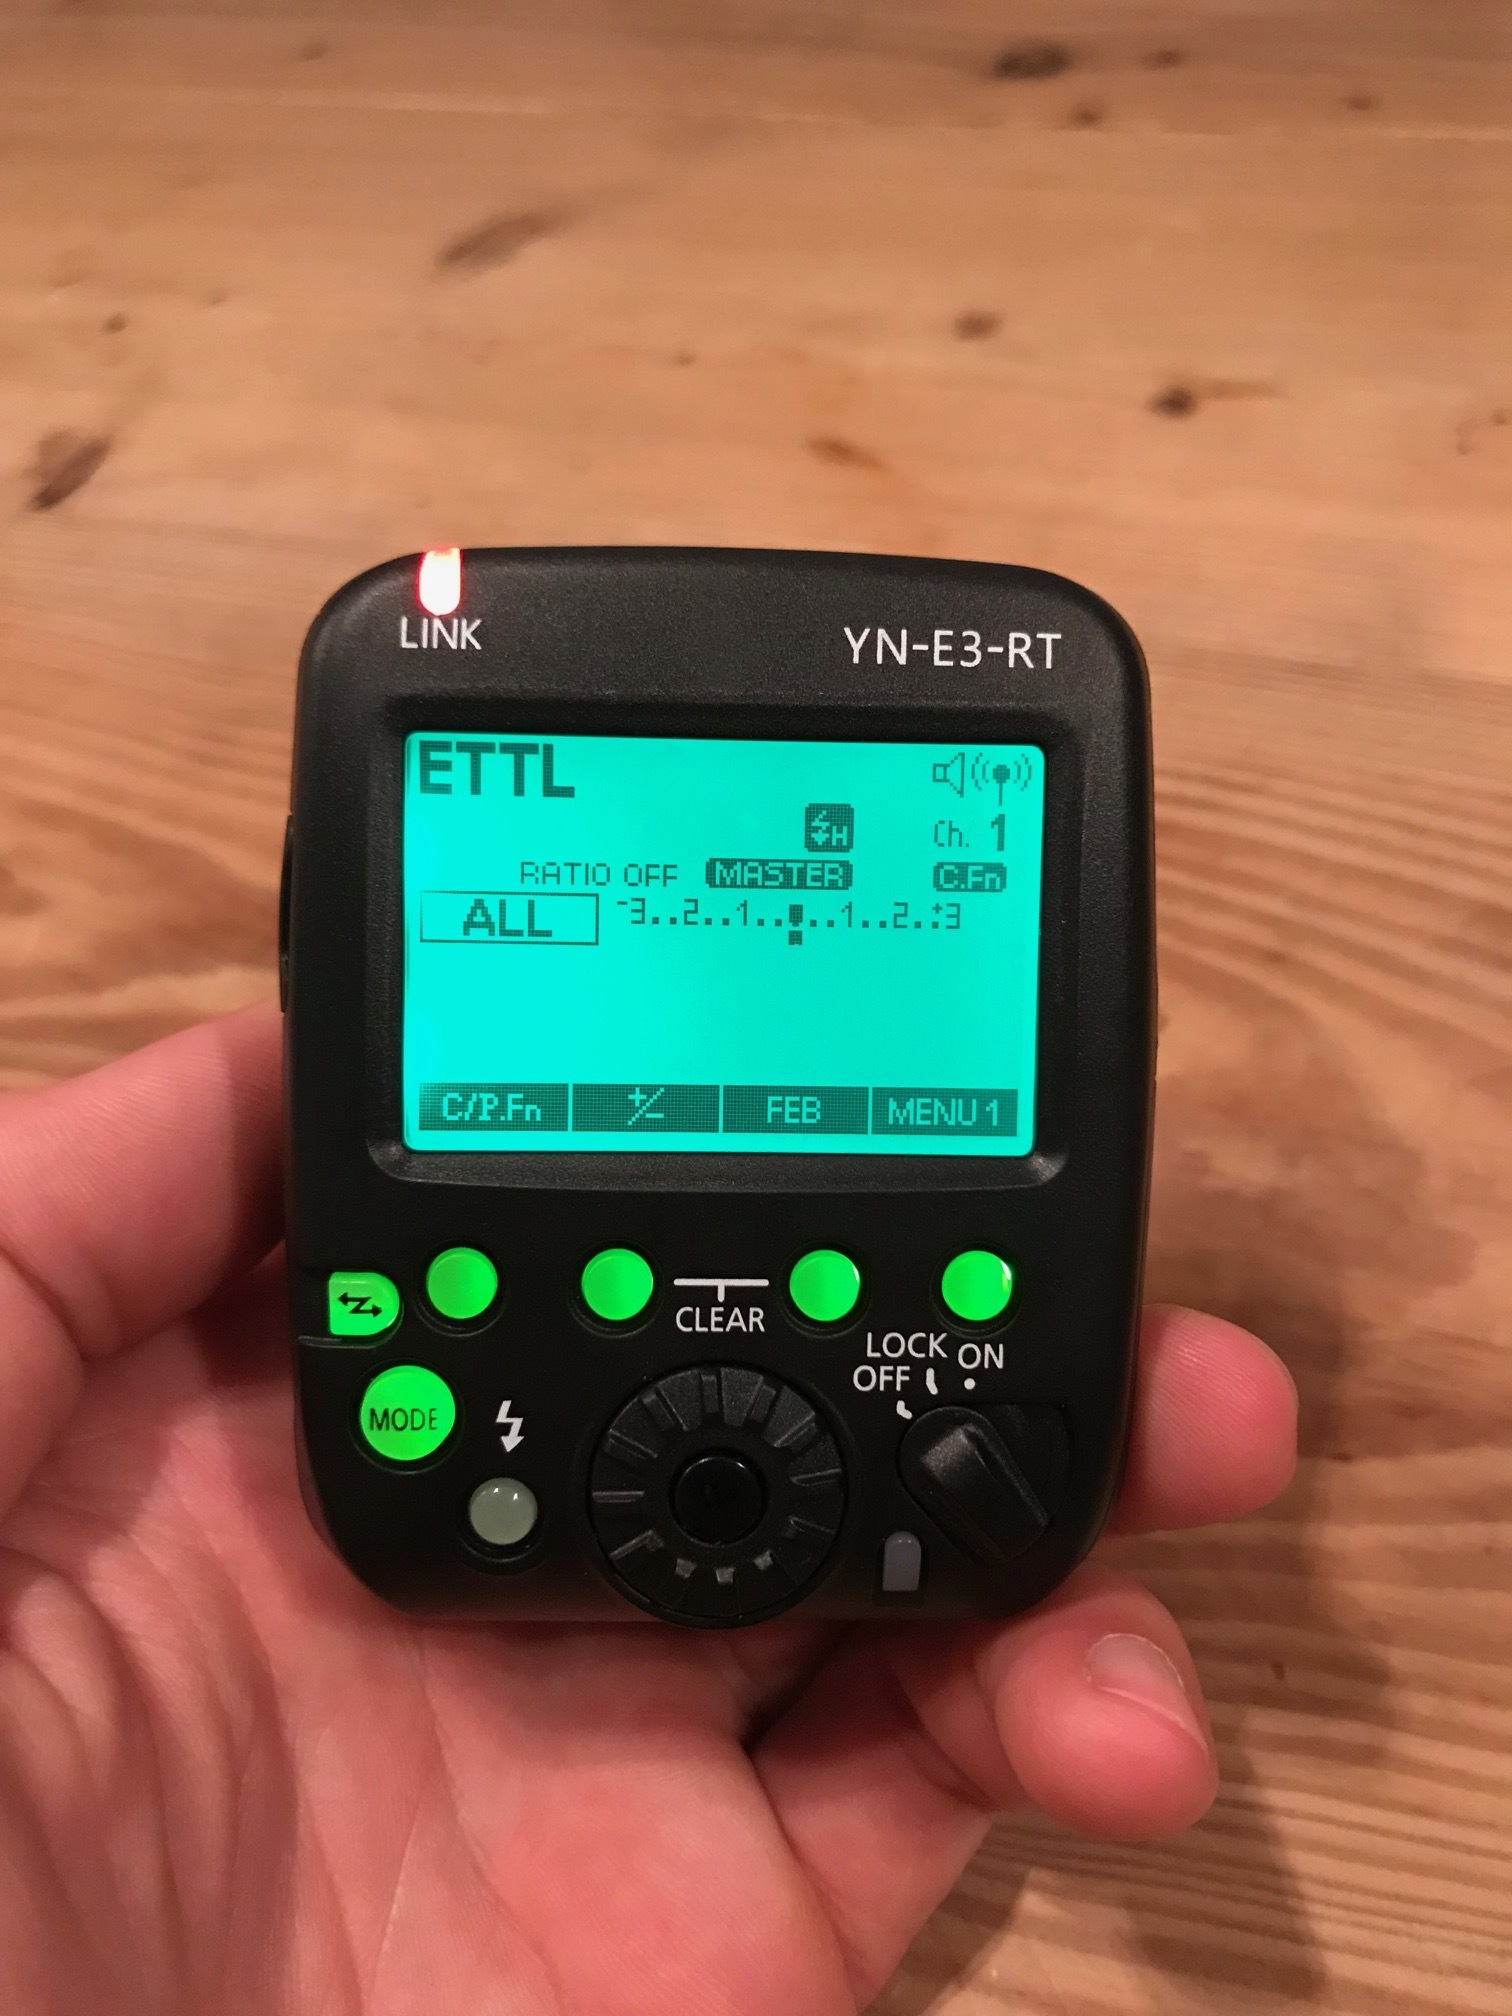 LINK
YN-E3-RT
ETTL
H
Ch. 1
RATIO OFF MASTER C.Fn
ALL -3..2..1..0..1..2.+3
C/P.Fn +/- FEB MENU 1
CLEAR
LOCK ON
OFF
MODE